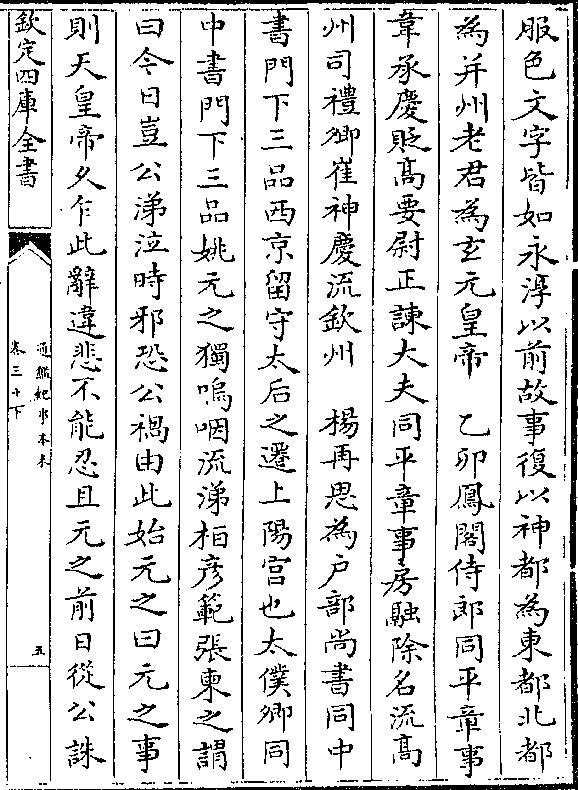 服色文字皆如永淳以前故事復以神都為東都北都
為并州老君為玄元皇帝　乙卯鳳閣侍郎同平章事
韋承慶貶高要尉正諫大夫同平章事房融除名流高
州司禮卿崔神慶流欽州　楊再思為户部尚書同中
書門下三品西京留守太后之遷上陽宫也太僕卿同
中書門下三品姚元之獨嗚咽流涕桓彦範張柬之謂
曰今日豈公涕泣時邪恐公禍由此始元之曰元之事
則天皇帝久乍此辭違悲不能忍且元之前日從公誅
欽定四庫全書
通鑑紀事本末
卷三十下
五